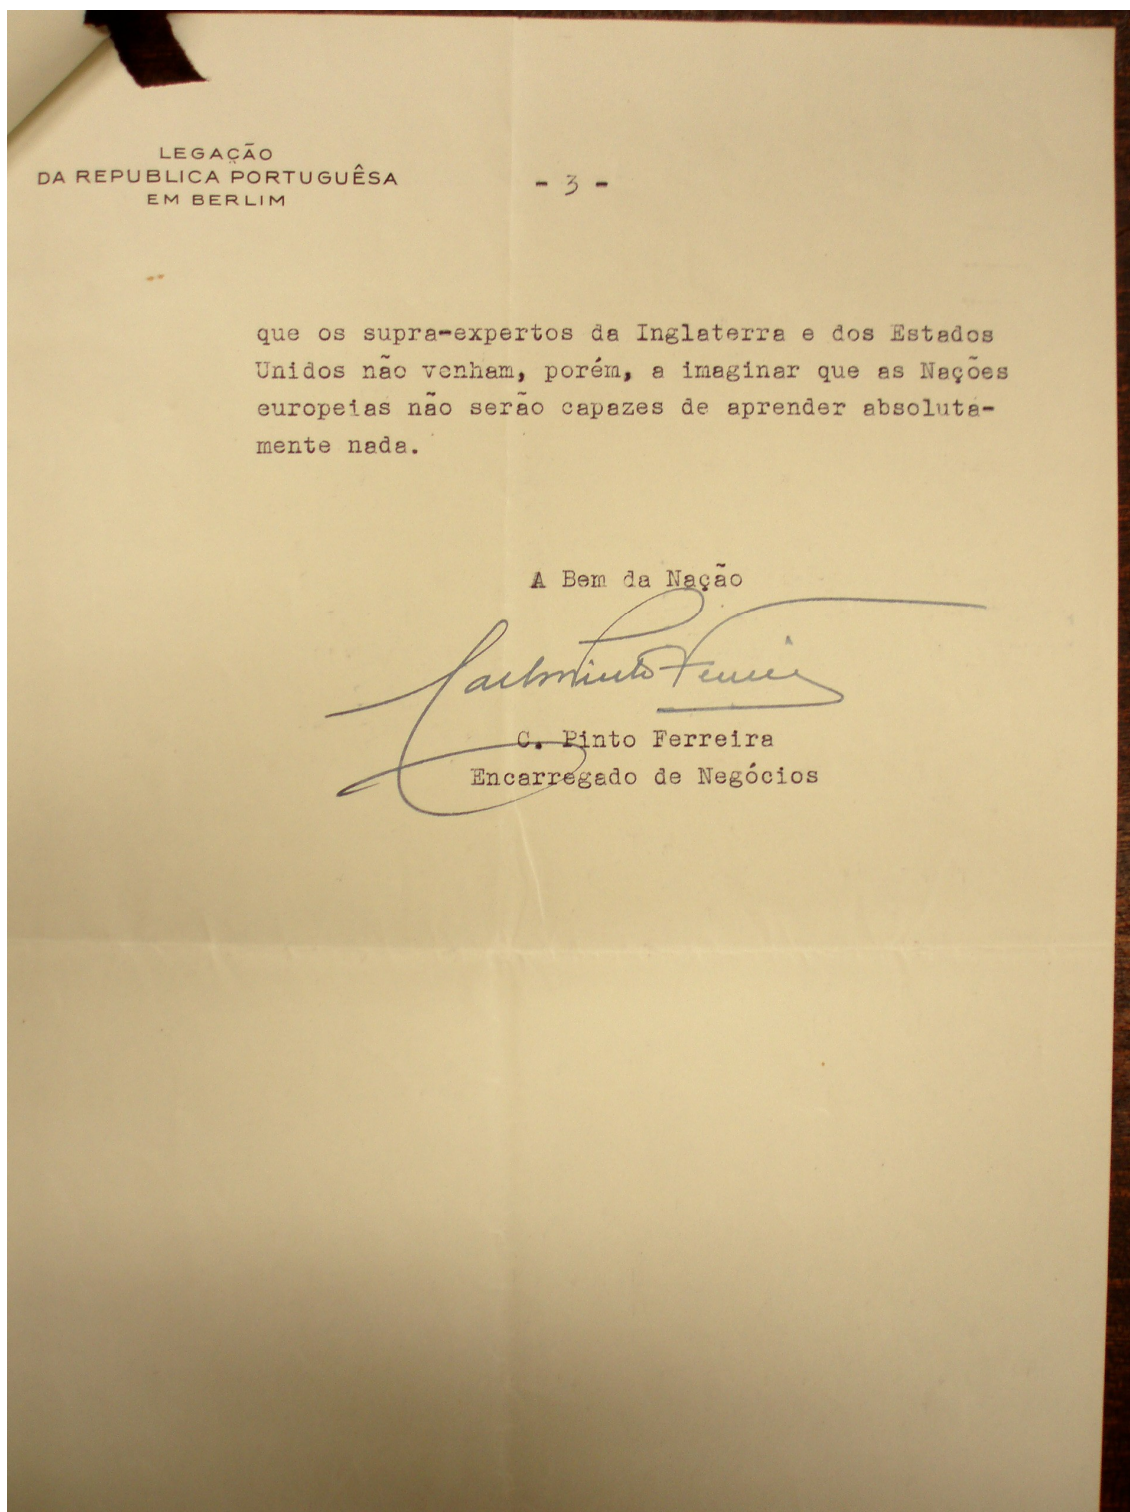 LEGAÇÃO
DA REPUBLICA PORTUGUÊSA
EM BERLIM
- 3 -
que os supra-expertos da Inglaterra e dos Estados
Unidos não venham, porém, a imaginar que as Nações
europeias não serão capazes de aprender absoluta-
mente nada.
A Bem da Nação
C. Pinto Ferreira
Encarregado de Negócios